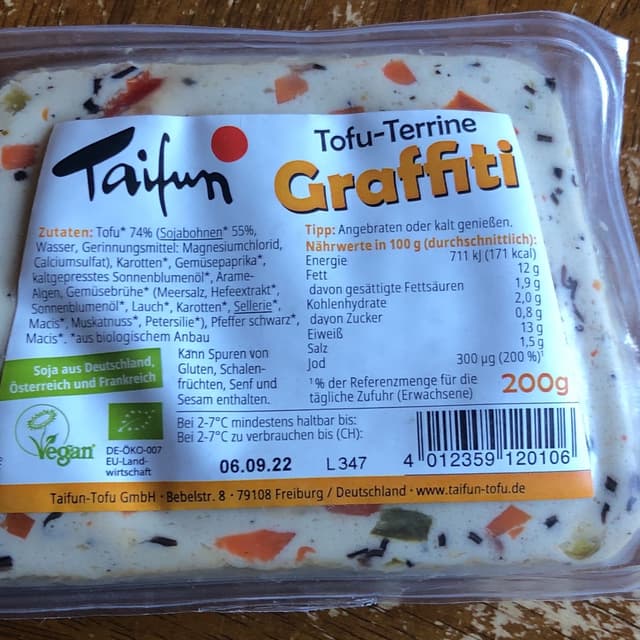 Taifun
Tofu-Terrine
Graffiti
Zutaten: Tofu* 74% (Sojabohnen* 55%,
Wasser, Gerinnungsmittel: Magnesiumchlorid,
Calciumsulfat), Karotten*, Gemüsepaprika*,
kaltgepresstes Sonnenblumenöl*, Arame-
Algen, Gemüsebrühe* (Meersalz, Hefeextrakt*,
Sonnenblumenöl*, Lauch*, Karotten*, Sellerie*,
Macis*, Muskatnuss*, Petersilie*), Pfeffer schwarz*,
Macis*. *aus biologischem Anbau
Soja aus Deutschland,
Österreich und Frankreich
Kann Spuren von
Gluten, Schalen-
früchten, Senf und
Sesam enthalten.
Tipp: Angebraten oder kalt genießen.
Nährwerte in 100 g (durchschnittlich):
Energie 711 kJ (171 kcal)
Fett 12 g
davon gesättigte Fettsäuren 1,9 g
Kohlenhydrate 2,0 g
davon Zucker 0,8 g
Eiweiß 13 g
Salz 1,5 g
Jod 300 µg (200 %)¹
¹% der Referenzmenge für die
tägliche Zufuhr (Erwachsene)
200g
Vegan
DE-ÖKO-007
EU-Land-
wirtschaft
Bei 2-7°C mindestens haltbar bis:
Bei 2-7°C zu verbrauchen bis (CH):
06.09.22 L347
4 012359 120106
Taifun-Tofu GmbH · Bebelstr. 8 · 79108 Freiburg / Deutschland · www.taifun-tofu.de